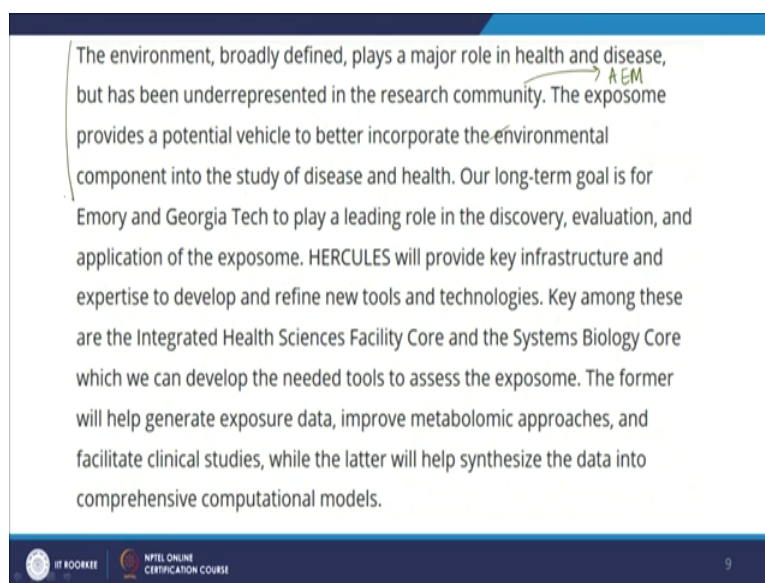 The environment, broadly defined, plays a major role in health and disease,
AEM
but has been underrepresented in the research community. The exposome
provides a potential vehicle to better incorporate the environmental
component into the study of disease and health. Our long-term goal is for
Emory and Georgia Tech to play a leading role in the discovery, evaluation, and
application of the exposome. HERCULES will provide key infrastructure and
expertise to develop and refine new tools and technologies. Key among these
are the Integrated Health Sciences Facility Core and the Systems Biology Core
which we can develop the needed tools to assess the exposome. The former
will help generate exposure data, improve metabolomic approaches, and
facilitate clinical studies, while the latter will help synthesize the data into
comprehensive computational models.
IIT ROORKEE
NPTEL ONLINE
CERTIFICATION COURSE
9